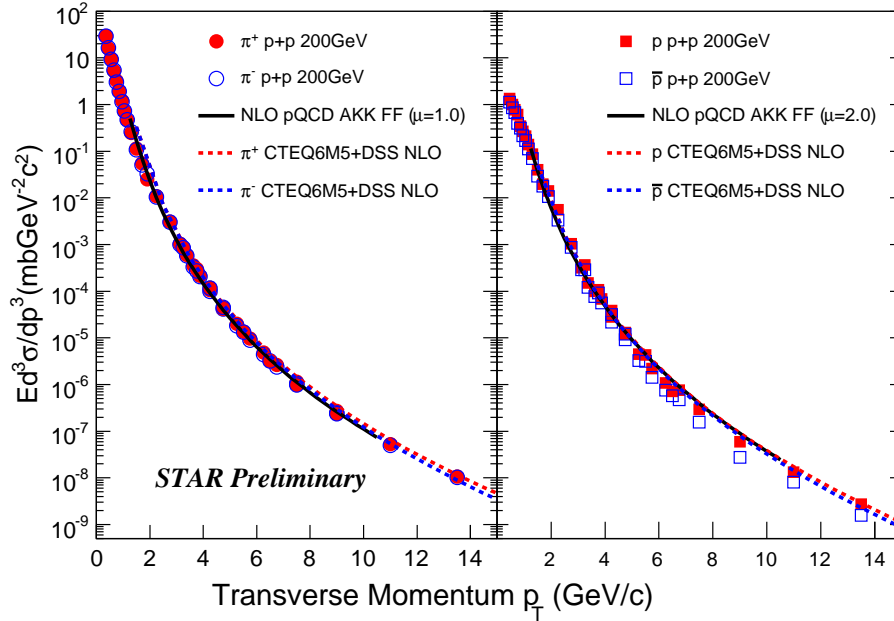 π+ p+p 200GeV
π- p+p 200GeV
NLO pQCD AKK FF (μ=1.0)
π+ CTEQ6M5+DSS NLO
π- CTEQ6M5+DSS NLO
p p+p 200GeV
p̅ p+p 200GeV
NLO pQCD AKK FF (μ=2.0)
p CTEQ6M5+DSS NLO
p̅ CTEQ6M5+DSS NLO
Ed³σ/dp³(mbGeV⁻²c²)
10²
10
1
10⁻¹
10⁻²
10⁻³
10⁻⁴
10⁻⁵
10⁻⁶
10⁻⁷
10⁻⁸
10⁻⁹
STAR Preliminary
0 2 4 6 8 10 12 14
2 4 6 8 10 12 14
Transverse Momentum p_T (GeV/c)